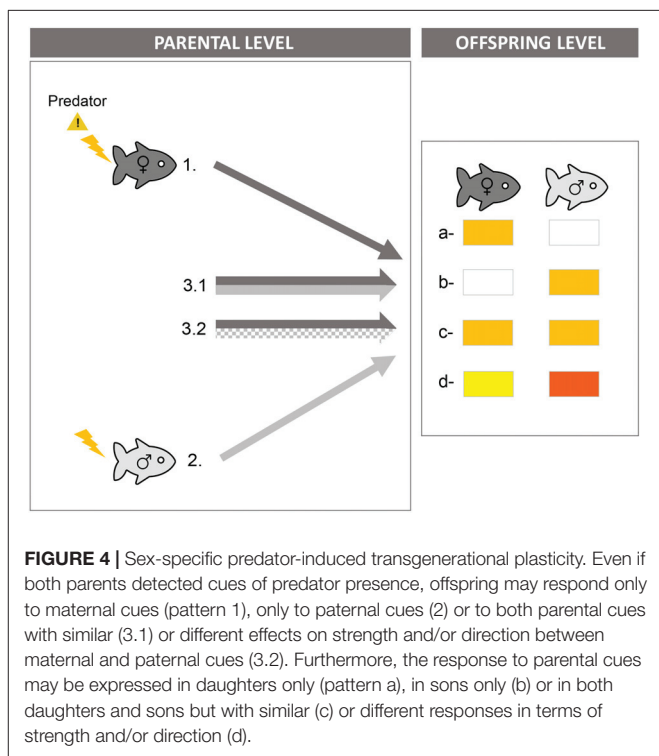 PARENTAL LEVEL
OFFSPRING LEVEL
Predator
!
♀
1.
3.1
3.2
♂
2.
♀ ♂
a-
b-
c-
d-
FIGURE 4 | Sex-specific predator-induced transgenerational plasticity. Even if
both parents detected cues of predator presence, offspring may respond only
to maternal cues (pattern 1), only to paternal cues (2) or to both parental cues
with similar (3.1) or different effects on strength and/or direction between
maternal and paternal cues (3.2). Furthermore, the response to parental cues
may be expressed in daughters only (pattern a), in sons only (b) or in both
daughters and sons but with similar (c) or different responses in terms of
strength and/or direction (d).